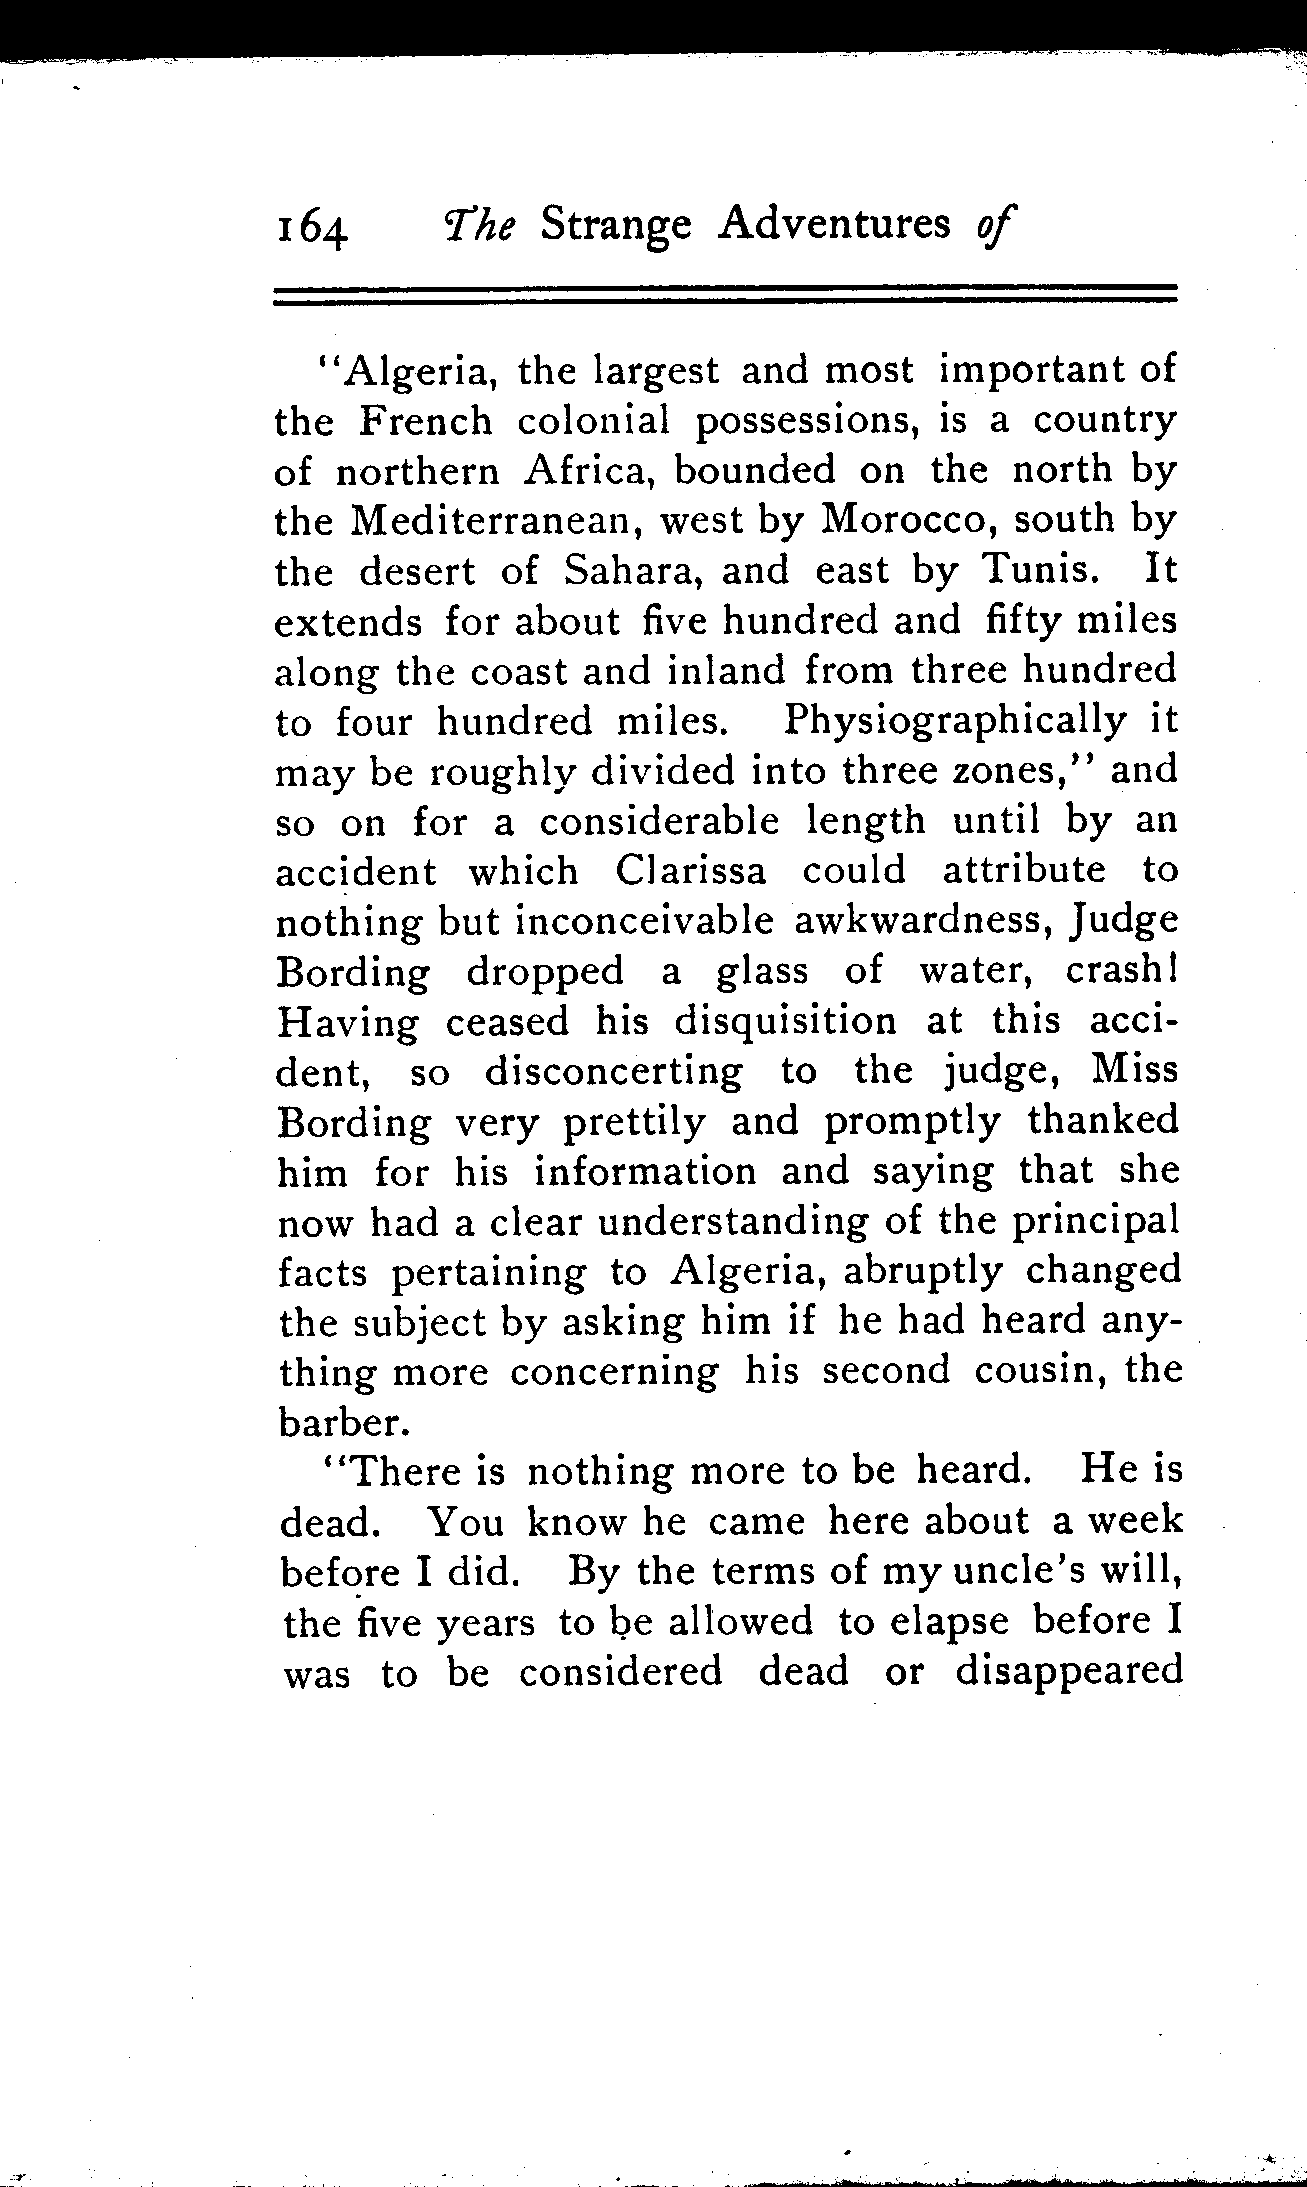 164 The Strange Adventures of
"Algeria, the largest and most important of
the French colonial possessions, is a country
of northern Africa, bounded on the north by
the Mediterranean, west by Morocco, south by
the desert of Sahara, and east by Tunis. It
extends for about five hundred and fifty miles
along the coast and inland from three hundred
to four hundred miles. Physiographically it
may be roughly divided into three zones," and
so on for a considerable length until by an
accident which Clarissa could attribute to
nothing but inconceivable awkwardness, Judge
Bording dropped a glass of water, crash!
Having ceased his disquisition at this acci-
dent, so disconcerting to the judge, Miss
Bording very prettily and promptly thanked
him for his information and saying that she
now had a clear understanding of the principal
facts pertaining to Algeria, abruptly changed
the subject by asking him if he had heard any-
thing more concerning his second cousin, the
barber.
"There is nothing more to be heard. He is
dead. You know he came here about a week
before I did. By the terms of my uncle's will,
the five years to be allowed to elapse before I
was to be considered dead or disappeared